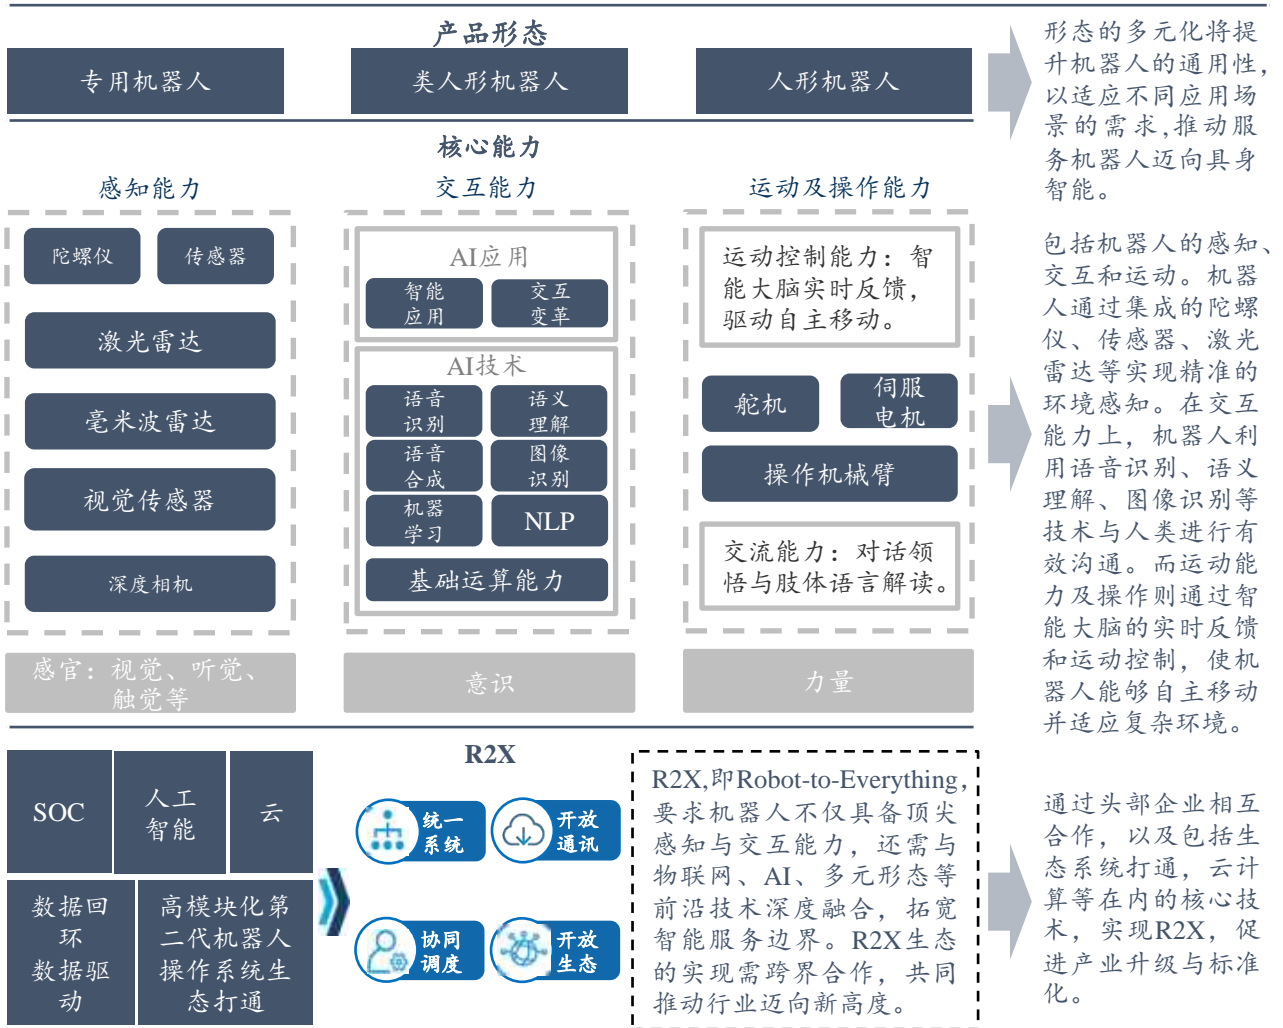 产品形态
专用机器人
类人形机器人
人形机器人
形态的多元化将提
升机器人的通用性，
以适应不同应用场
景的需求,推动服
务机器人迈向具身
智能。
核心能力
感知能力
交互能力
运动及操作能力
陀螺仪
传感器
激光雷达
毫米波雷达
视觉传感器
深度相机
AI应用
智能
应用
交互
变革
AI技术
语音
识别
语义
理解
语音
合成
图像
识别
机器
学习
NLP
基础运算能力
运动控制能力：智
能大脑实时反馈，
驱动自主移动。
舵机
伺服
电机
操作机械臂
交流能力：对话领
悟与肢体语言解读。
感官：视觉、听觉、
触觉等
意识
力量
包括机器人的感知、
交互和运动。机器
人通过集成的陀螺
仪、传感器、激光
雷达等实现精准的
环境感知。在交互
能力上，机器人利
用语音识别、语义
理解、图像识别等
技术与人类进行有
效沟通。而运动能
力及操作则通过智
能大脑的实时反馈
和运动控制，使机
器人能够自主移动
并适应复杂环境。
SOC
人工
智能
云
数据回
环
数据驱
动
高模块化第
二代机器人
操作系统生
态打通
R2X
统一
系统
开放
通讯
协同
调度
开放
生态
R2X,即Robot-to-Everything，
要求机器人不仅具备顶尖
感知与交互能力，还需与
物联网、AI、多元形态等
前沿技术深度融合，拓宽
智能服务边界。R2X生态
的实现需跨界合作，共同
推动行业迈向新高度。
通过头部企业相互
合作，以及包括生
态系统打通，云计
算等在内的核心技
术，实现R2X，促
进产业升级与标准
化。